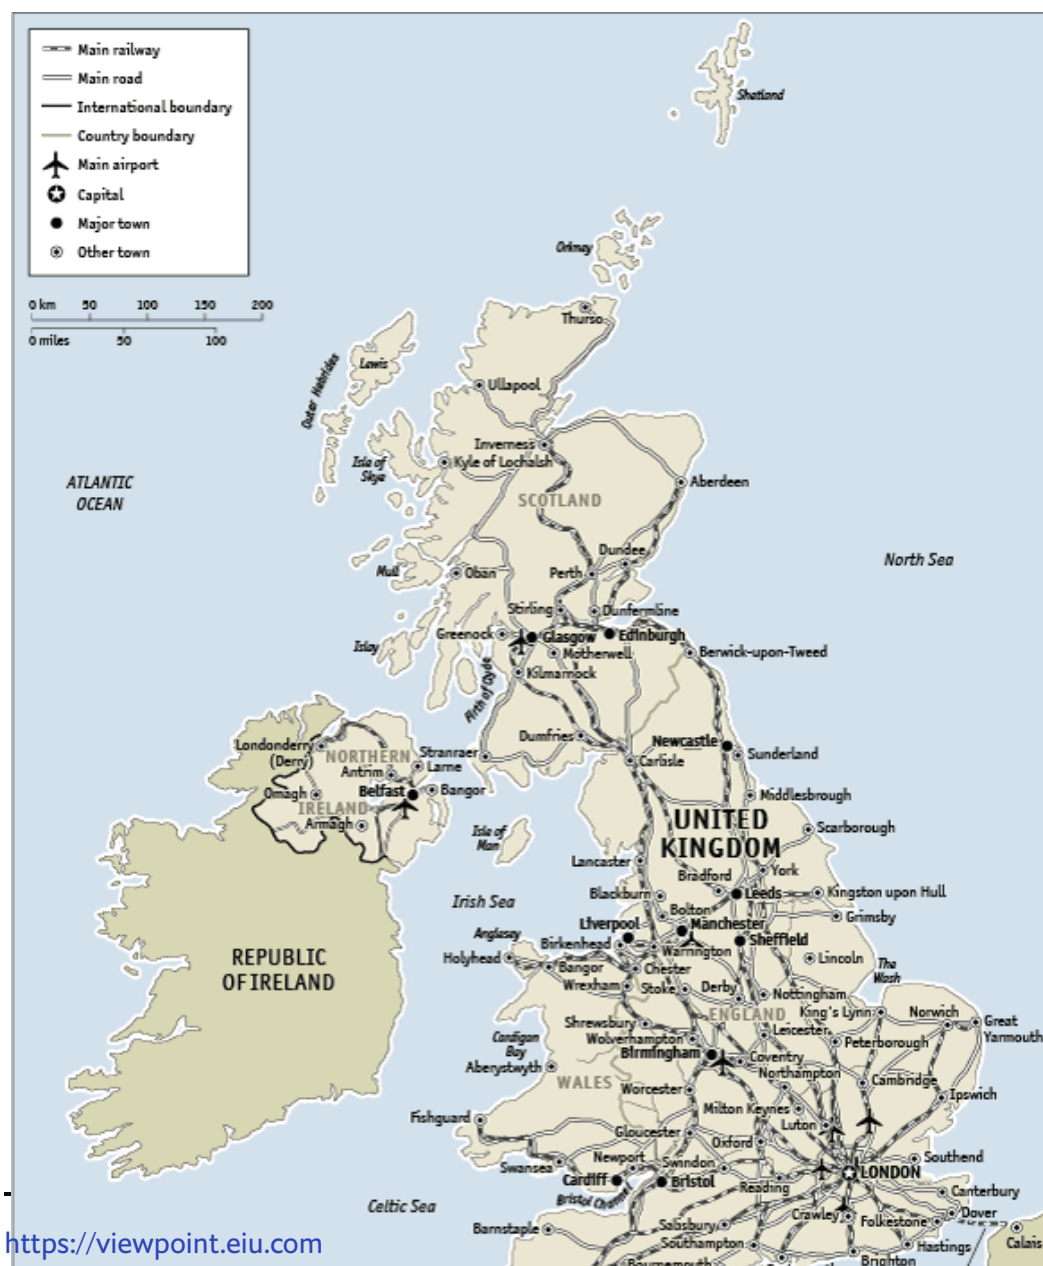 Main railway
Main road
International boundary
Country boundary
Main airport
Capital
Major town
Other town
0 km 50 100 150 200
0 miles 50 100
Shetland
Orkney
Thurso
Outer Hebrides
Lewis
Ullapool
Inverness
Isle of
Skye
Kyle of Lochalsh
ATLANTIC
OCEAN
SCOTLAND
Aberdeen
North Sea
Dundee
Mull
Oban
Perth
Stirling
Dunfermline
Greenock
Glasgow
Edinburgh
Islay
Motherwell
Berwick-upon-Tweed
Kilmarnock
Firth of Clyde
Dumfries
Newcastle
Londonderry
(Derry)
NORTHERN
IRELAND
Stranraer
Larne
Carlisle
Sunderland
Antrim
Belfast
Bangor
Omagh
Armagh
Middlesbrough
Isle of
Man
UNITED
KINGDOM
Scarborough
Lancaster
York
Bradford
Leeds
Kingston upon Hull
Blackburn
Irish Sea
Bolton
Grimsby
Liverpool
Manchester
Anglesey
Birkenhead
Sheffield
Warrington
Holyhead
Bangor
Chester
Lincoln
The
Wash
REPUBLIC
OF IRELAND
Wrexham
Stoke
Derby
Nottingham
King's Lynn
Norwich
Great
Yarmouth
ENGLAND
Shrewsbury
Leicester
Peterborough
Cardigan
Bay
Wolverhampton
Birmingham
Coventry
Aberystwyth
Northampton
WALES
Worcester
Cambridge
Ipswich
Milton Keynes
Fishguard
Luton
Gloucester
Oxford
Newport
Swindon
Southend
Swansea
Cardiff
Bristol
LONDON
Reading
Bristol Channel
Canterbury
Celtic Sea
Crawley
Dover
Barnstaple
Salisbury
Folkestone
Southampton
Hastings
Calais
Bournemouth
Brighton
https://viewpoint.eiu.com